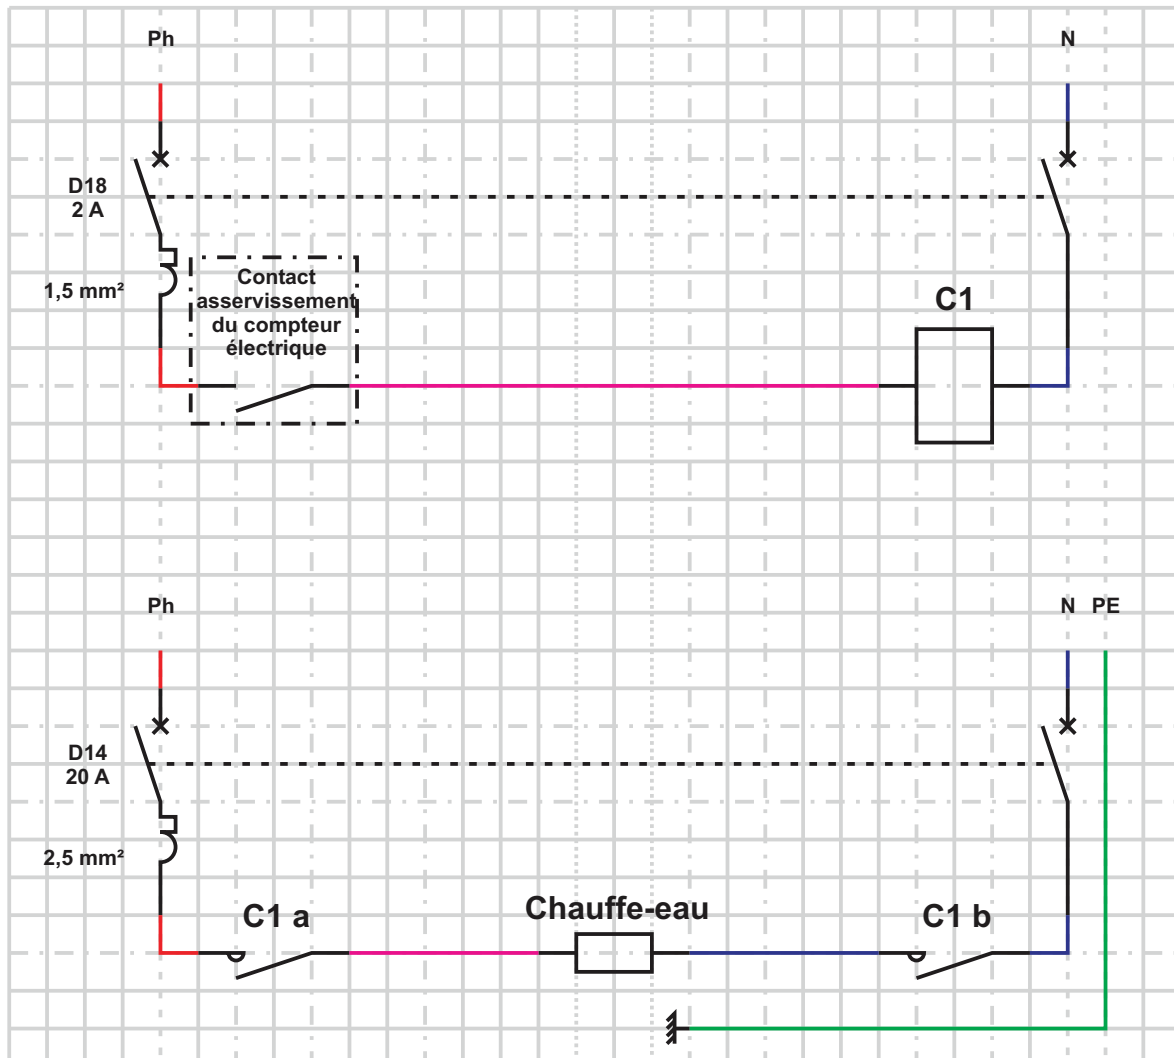 Ph
N
D18
2 A
1,5 mm²
Contact
asservissement
du compteur
électrique
C1
Ph
N
PE
D14
20 A
2,5 mm²
C1 a
Chauffe-eau
C1 b